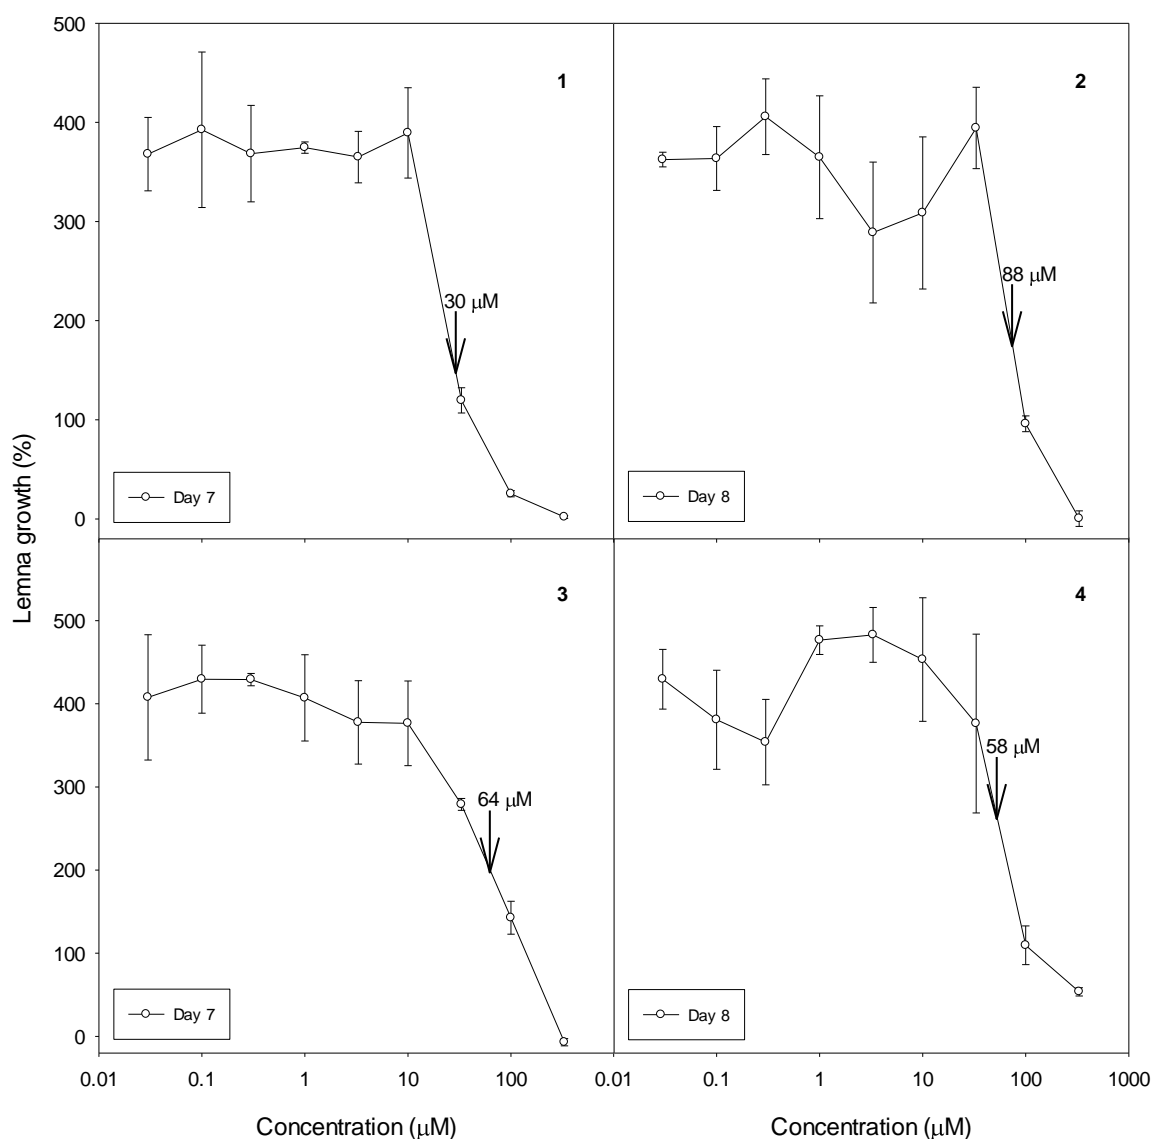 500
400
300
200
100
0
1
30 μM
Day 7
2
88 μM
Day 8
Lemna growth (%)
500
400
300
200
100
0
3
64 μM
Day 7
4
58 μM
Day 8
0.01 0.1 1 10 100 0.01 0.1 1 10 100 1000
Concentration (μM) Concentration (μM)